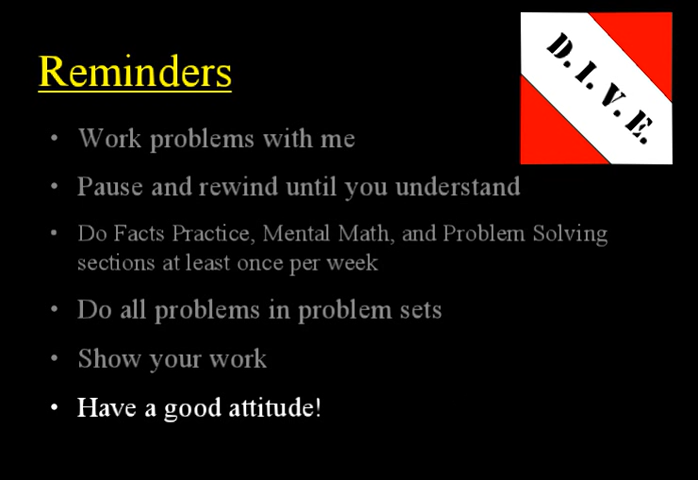 Reminders
D. I. V. E.
• Work problems with me
• Pause and rewind until you understand
• Do Facts Practice, Mental Math, and Problem Solving
sections at least once per week
• Do all problems in problem sets
• Show your work
• Have a good attitude!